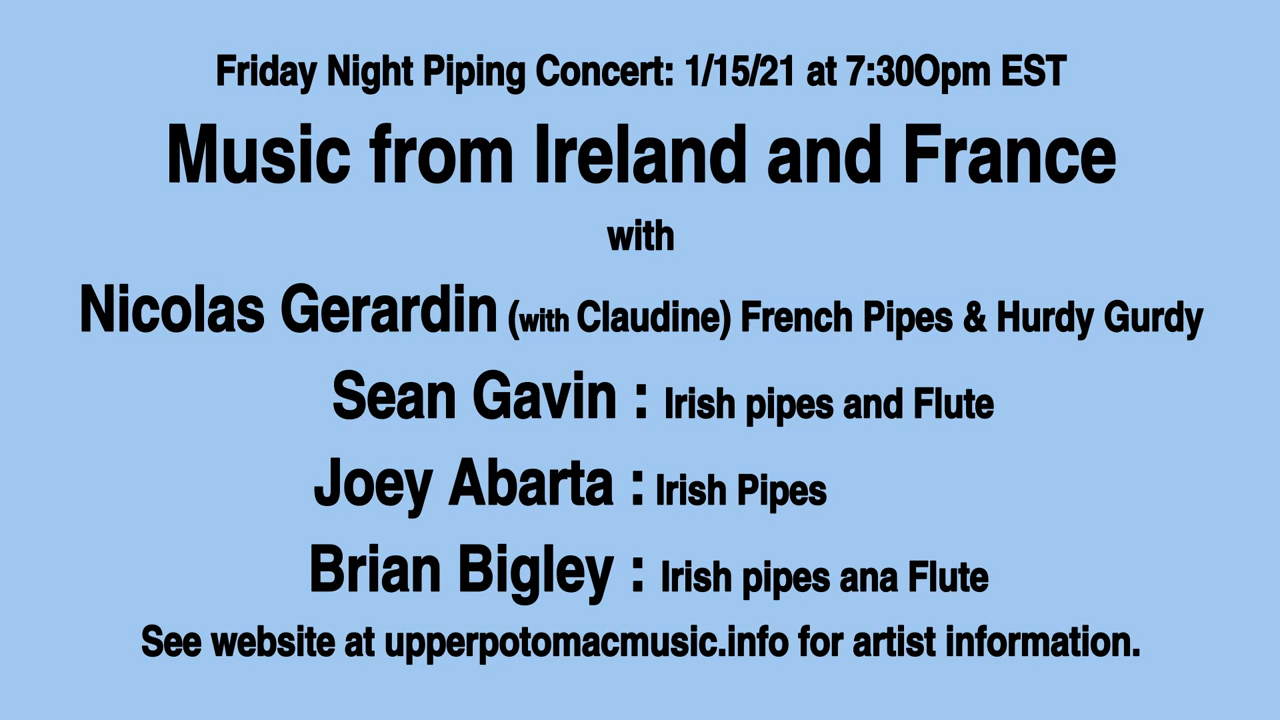 Friday Night Piping Concert: 1/15/21 at 7:30Opm EST
Music from Ireland and France
with
Nicolas Gerardin (with Claudine) French Pipes & Hurdy Gurdy
Sean Gavin : Irish pipes and Flute
Joey Abarta : Irish Pipes
Brian Bigley : Irish pipes ana Flute
See website at upperpotomacmusic.info for artist information.